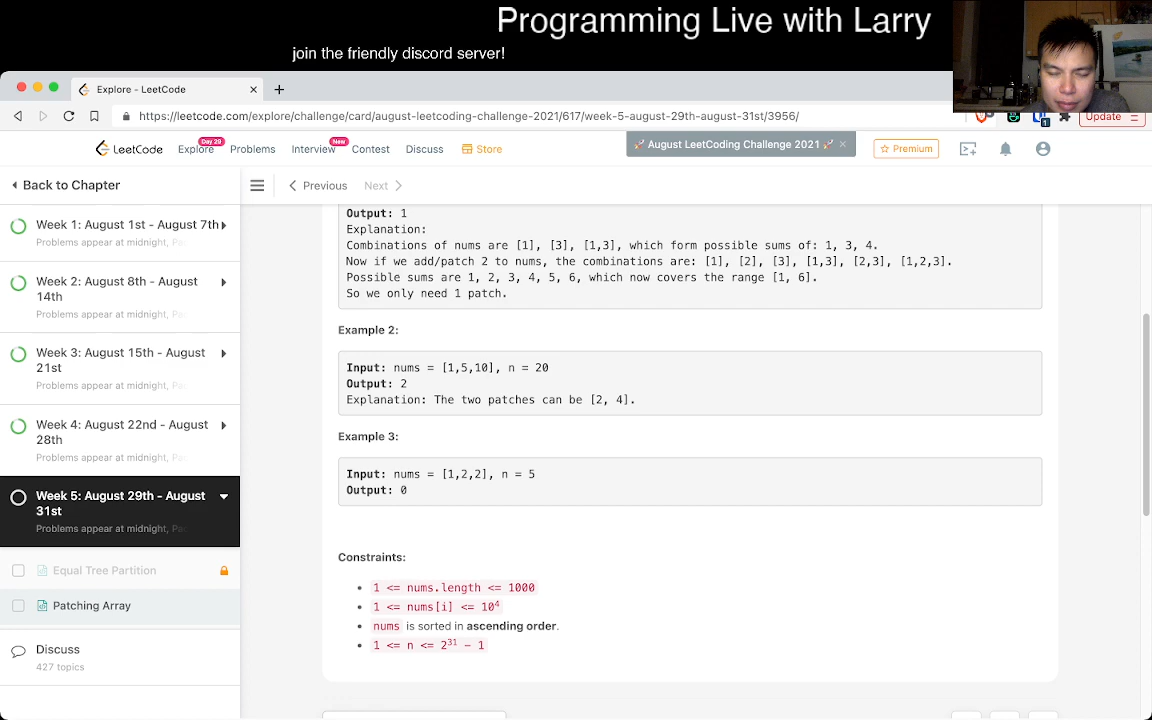 Programming Live with Larry
join the friendly discord server!
Explore - LeetCode
https://leetcode.com/explore/challenge/card/august-leetcoding-challenge-2021/617/week-5-august-29th-august-31st/3956/
Update
LeetCode
Explore
Day 29
Problems
Interview
New
Contest
Discuss
Store
August LeetCoding Challenge 2021
Premium
Back to Chapter
Previous
Next
Week 1: August 1st - August 7th
Problems appear at midnight,
Week 2: August 8th - August
14th
Problems appear at midnight,
Week 3: August 15th - August
21st
Problems appear at midnight,
Week 4: August 22nd - August
28th
Problems appear at midnight,
Week 5: August 29th - August
31st
Problems appear at midnight,
Equal Tree Partition
Patching Array
Discuss
427 topics
Output: 1
Explanation:
Combinations of nums are [1], [3], [1,3], which form possible sums of: 1, 3, 4.
Now if we add/patch 2 to nums, the combinations are: [1], [2], [3], [1,3], [2,3], [1,2,3].
Possible sums are 1, 2, 3, 4, 5, 6, which now covers the range [1, 6].
So we only need 1 patch.
Example 2:
Input: nums = [1,5,10], n = 20
Output: 2
Explanation: The two patches can be [2, 4].
Example 3:
Input: nums = [1,2,2], n = 5
Output: 0
Constraints:
1 <= nums.length <= 1000
1 <= nums[i] <= 10⁴
nums is sorted in ascending order.
1 <= n <= 2³¹ - 1